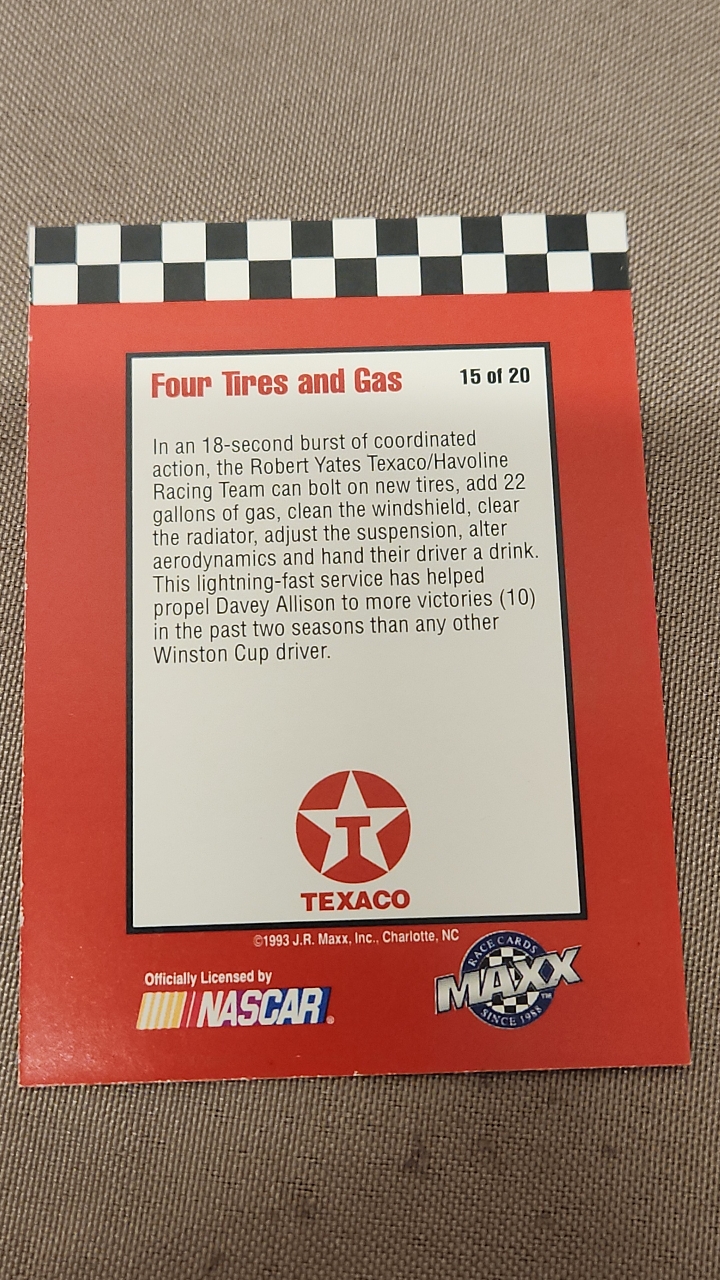 Four Tires and Gas 15 of 20
In an 18-second burst of coordinated
action, the Robert Yates Texaco/Havoline
Racing Team can bolt on new tires, add 22
gallons of gas, clean the windshield, clear
the radiator, adjust the suspension, alter
aerodynamics and hand their driver a drink.
This lightning-fast service has helped
propel Davey Allison to more victories (10)
in the past two seasons than any other
Winston Cup driver.
T
TEXACO
©1993 J.R. Maxx, Inc., Charlotte, NC
Officially Licensed by
NASCAR®
RACE CARDS
MAXX™
SINCE 1988